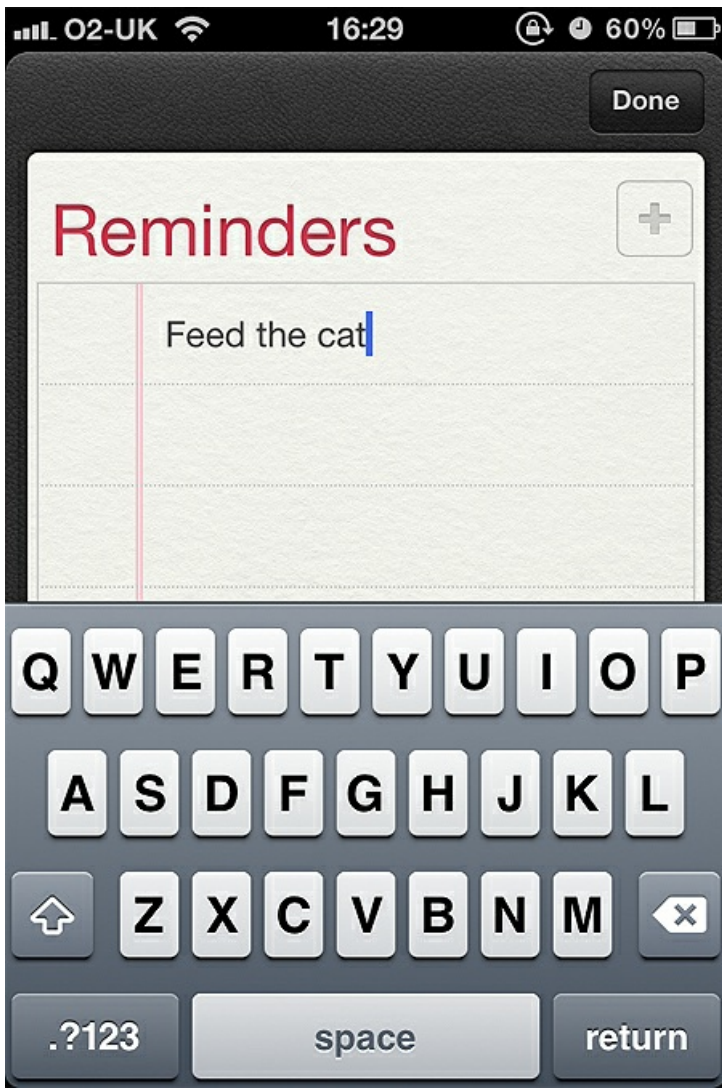 O2-UK 16:29 60%
Done
Reminders
Feed the cat
Q W E R T Y U I O P
A S D F G H J K L
Z X C V B N M
.?123 space return